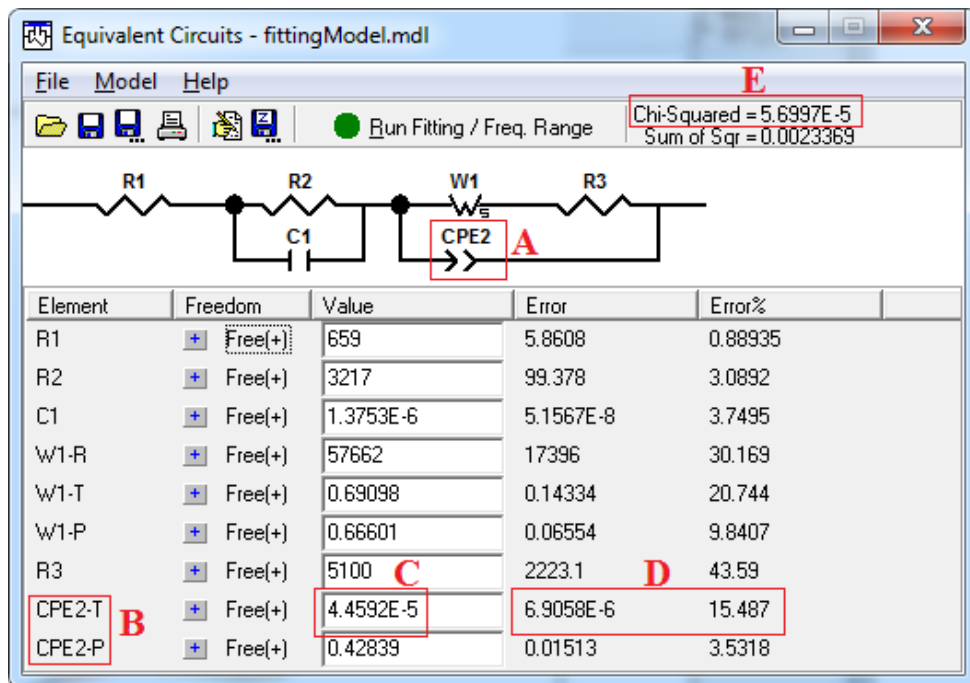 Equivalent Circuits - fittingModel.mdl
File Model Help
E
Run Fitting / Freq. Range
Chi-Squared = 5.6997E-5
Sum of Sqr = 0.0023369
R1 R2 W1 R3
Ws
C1 CPE2 A
Element Freedom Value Error Error%
R1 + Free(+) 659 5.8608 0.88935
R2 + Free(+) 3217 99.378 3.0892
C1 + Free(+) 1.3753E-6 5.1567E-8 3.7495
W1-R + Free(+) 57662 17396 30.169
W1-T + Free(+) 0.69098 0.14334 20.744
W1-P + Free(+) 0.66601 0.06554 9.8407
R3 + Free(+) 5100 C 2223.1 D 43.59
CPE2-T B + Free(+) 4.4592E-5 6.9058E-6 15.487
CPE2-P + Free(+) 0.42839 0.01513 3.5318